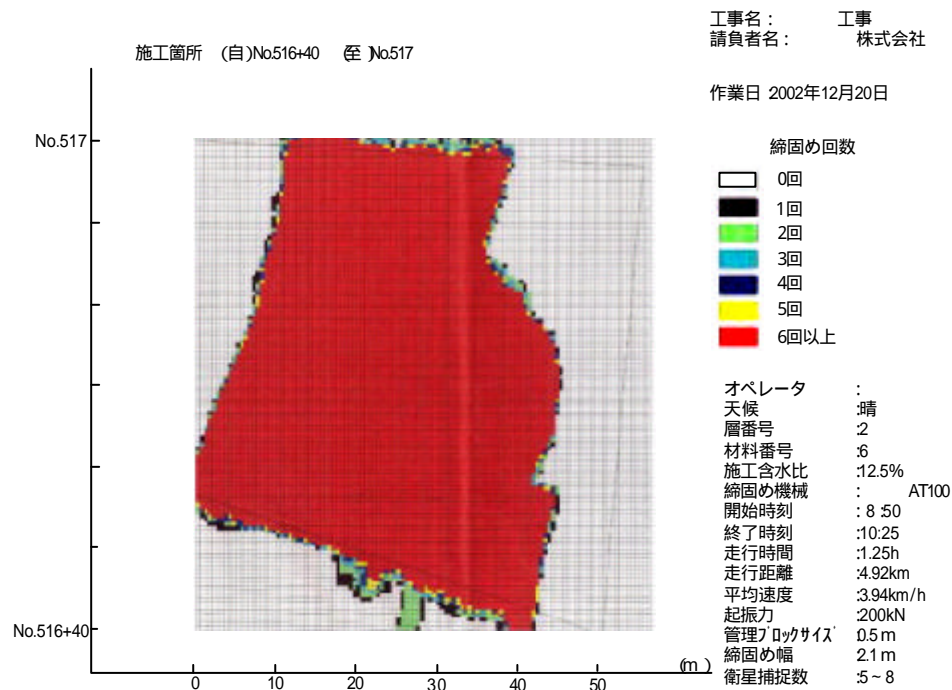 工事名： 工事
請負者名： 株式会社
施工箇所 (自)No.516+40 (至)No.517
作業日 2002年12月20日
No.517
締固め回数
0回
1回
2回
3回
4回
5回
6回以上
オペレータ :
天候 :晴
層番号 :2
材料番号 :6
施工含水比 :12.5%
締固め機械 : AT100
開始時刻 : 8:50
終了時刻 :10:25
走行時間 :1.25h
走行距離 :4.92km
平均速度 :3.94km/h
起振力 :200kN
管理ブロックサイズ 0.5m
締固め幅 2.1m
衛星捕捉数 :5~8
No.516+40
(m)
0 10 20 30 40 50